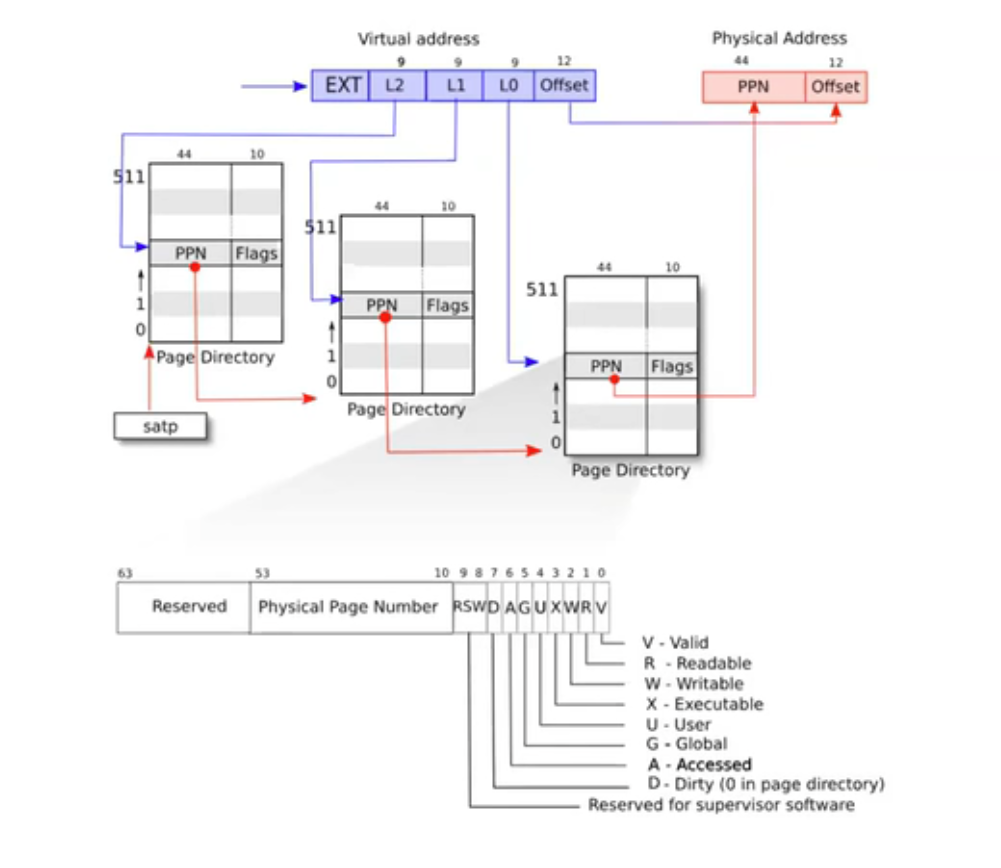 Virtual address
Physical Address
9 9 9 12
44 12
EXT L2 L1 L0 Offset
PPN Offset
44 10
511
PPN Flags
1
0
Page Directory
satp
44 10
511
PPN Flags
1
0
Page Directory
44 10
511
PPN Flags
1
0
Page Directory
63 53 10 9 8 7 6 5 4 3 2 1 0
Reserved Physical Page Number RSW D A G U X W R V
V - Valid
R - Readable
W - Writable
X - Executable
U - User
G - Global
A - Accessed
D - Dirty (0 in page directory)
Reserved for supervisor software